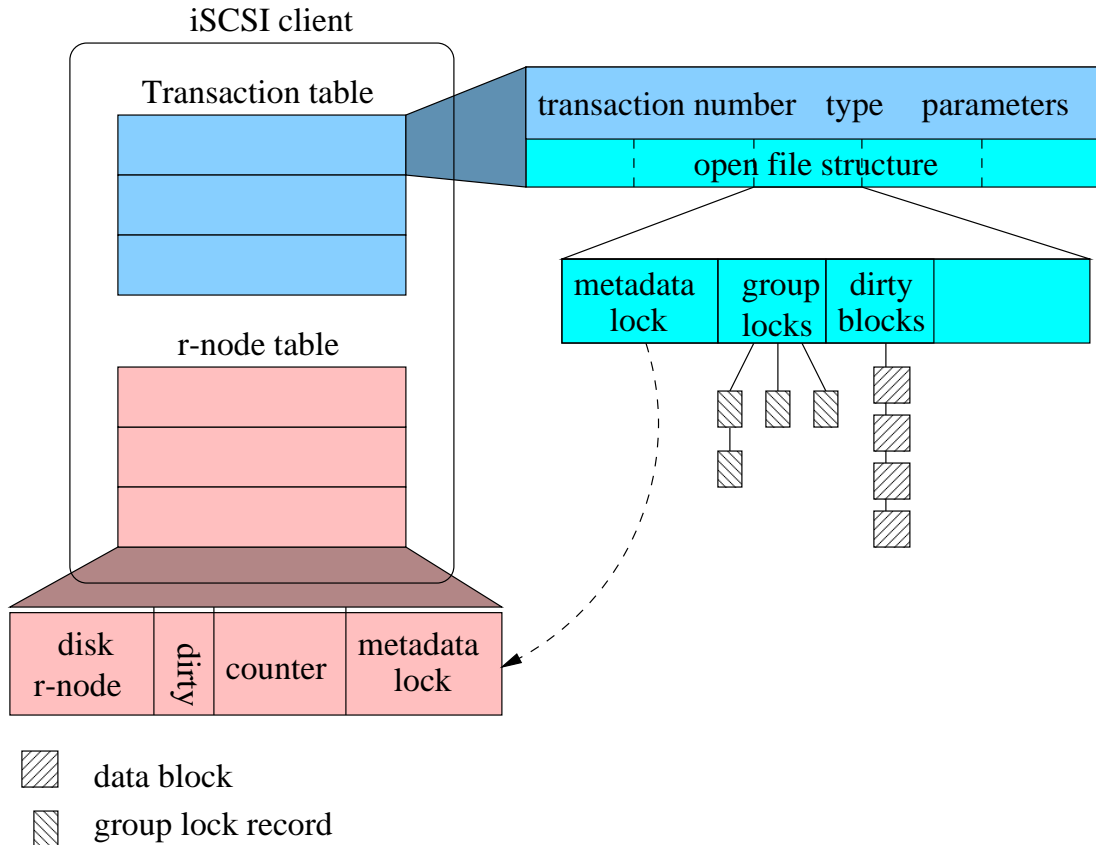 iSCSI client
Transaction table
transaction number type parameters
open file structure
metadata
lock
group
locks
dirty
blocks
r-node table
disk
r-node
dirty
counter
metadata
lock
data block
group lock record